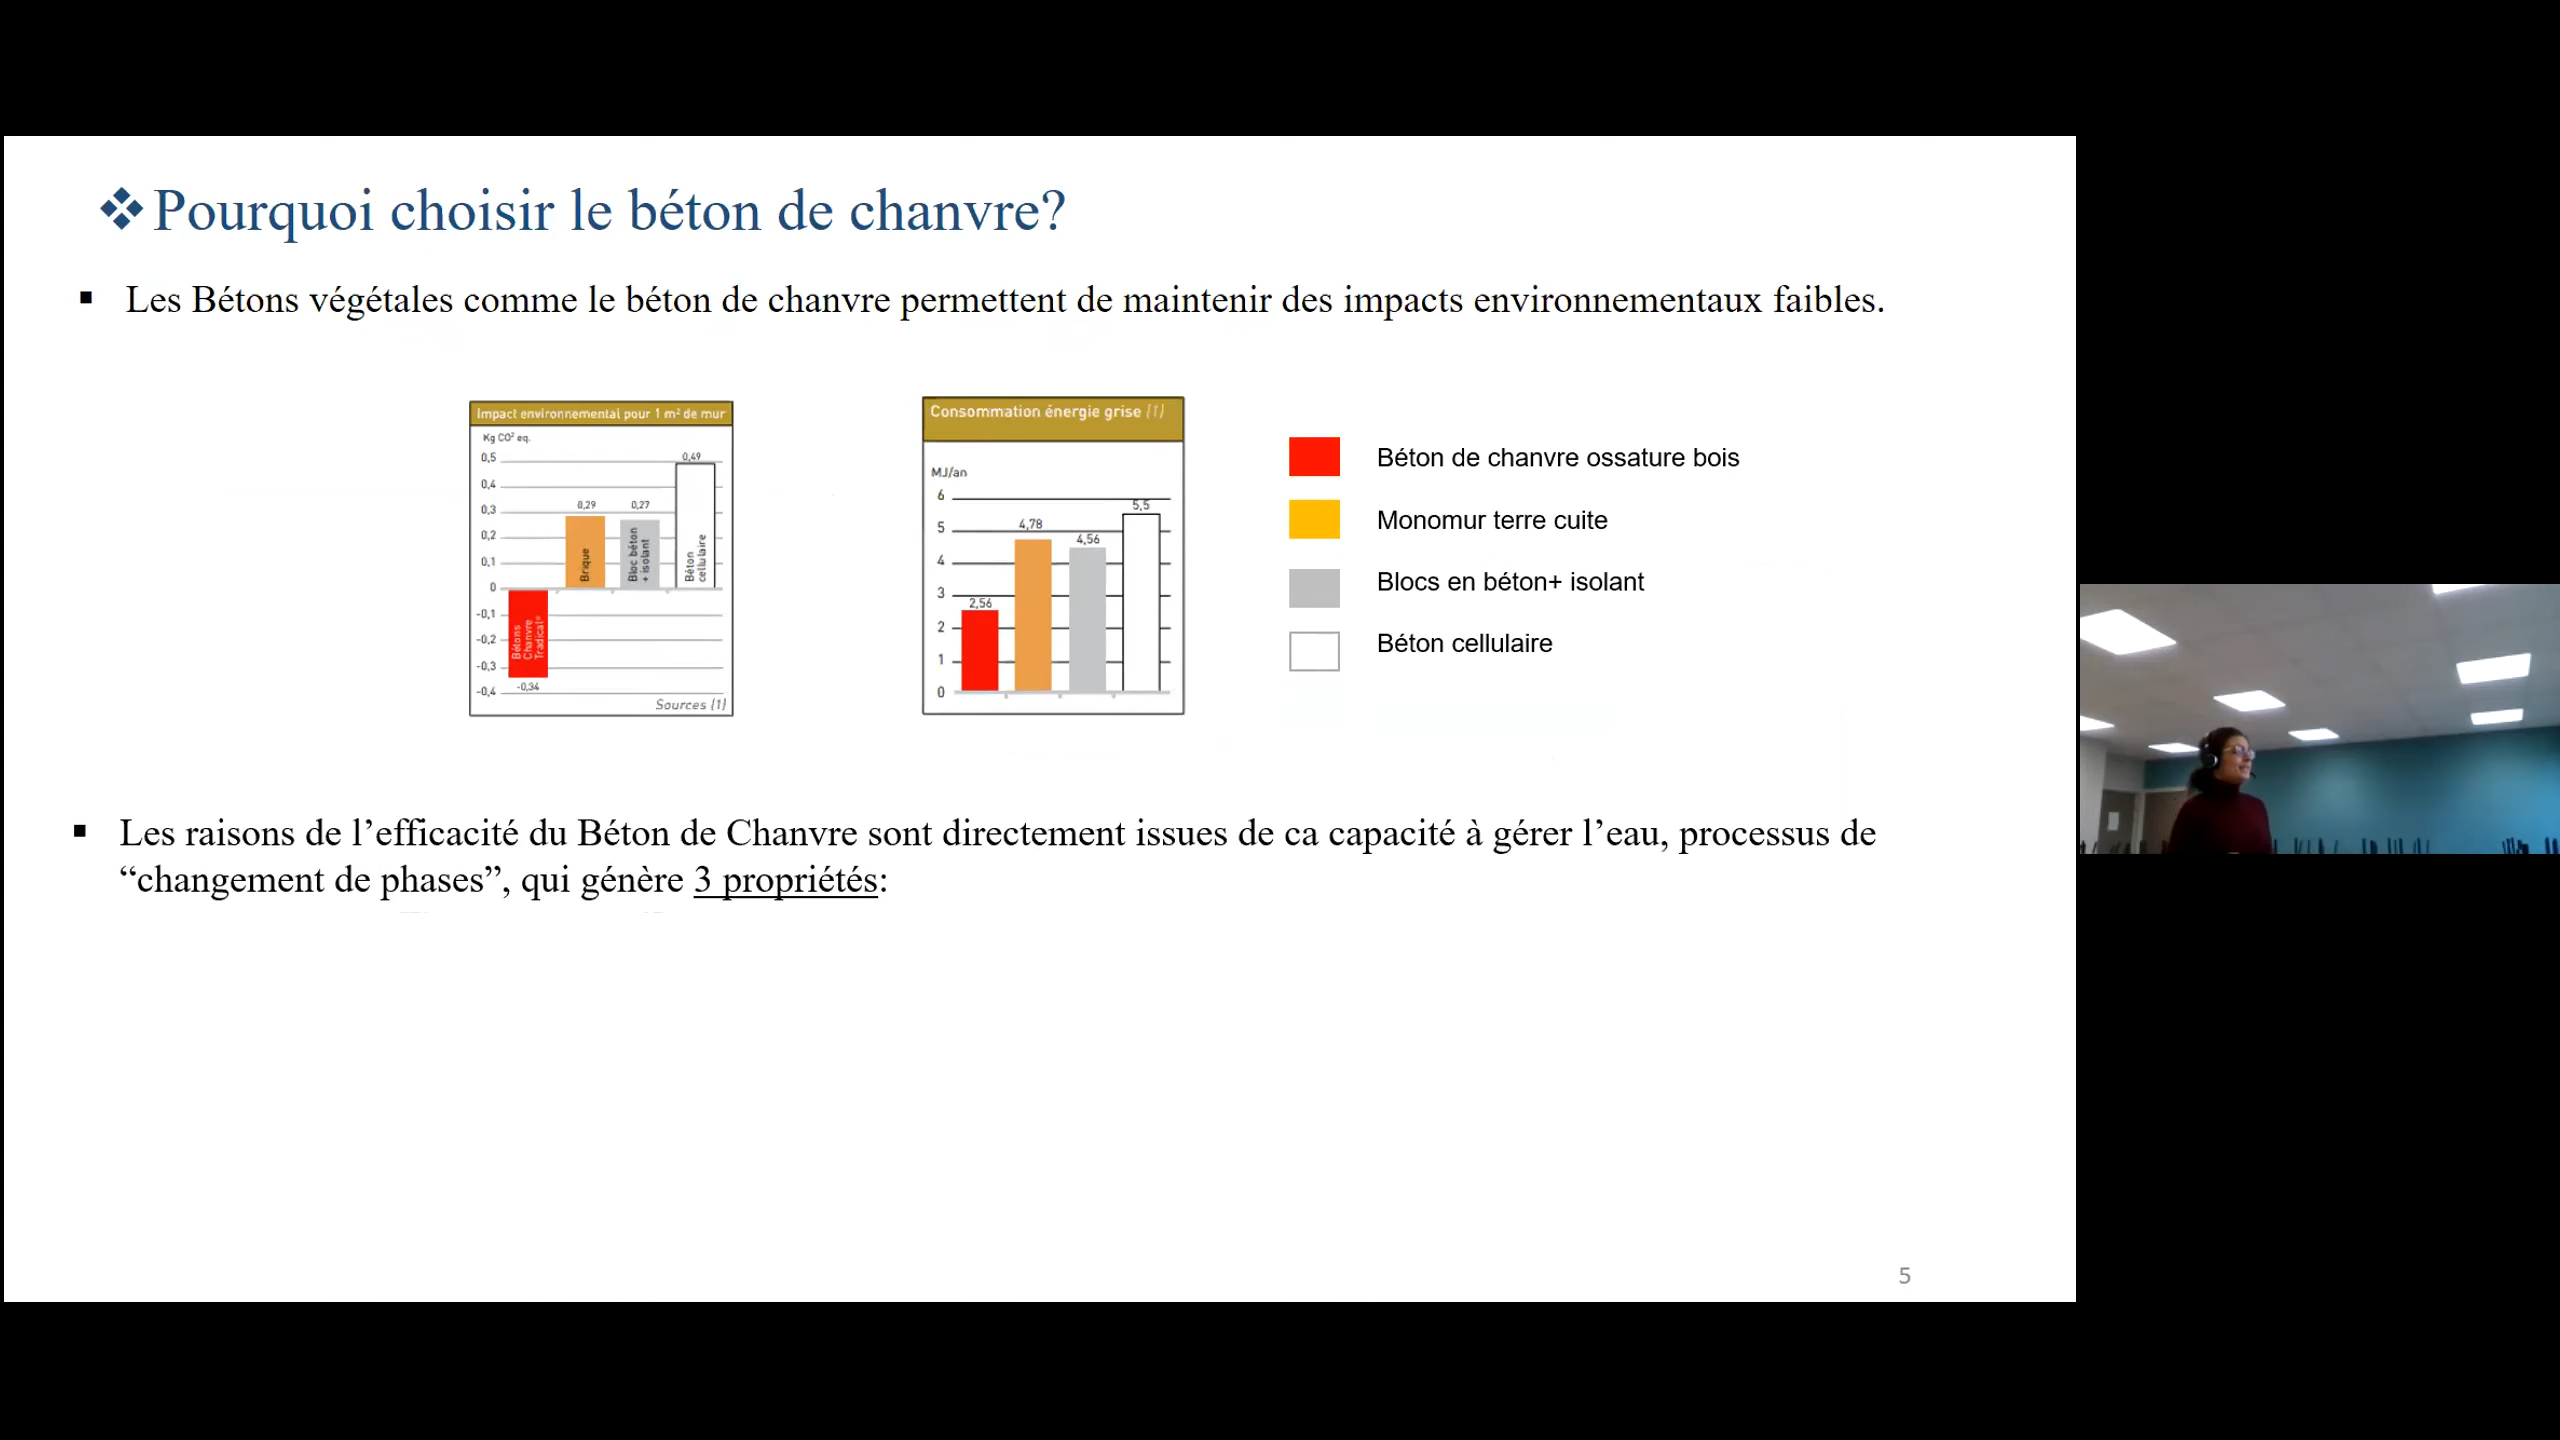 ❖ Pourquoi choisir le béton de chanvre?
▪ Les Bétons végétales comme le béton de chanvre permettent de maintenir des impacts environnementaux faibles.
Impact environnemental pour 1 m² de mur
Kg CO² eq.
0,5
0,4
0,3
0,2
0,1
0
-0,1
-0,2
-0,3
-0,4
-0,34
0,29
0,27
0,49
Bétons
Chanvre
Tradical®
Brique
Bloc béton
+ isolant
Béton
cellulaire
Sources (1)
Consommation énergie grise (1)
MJ/an
6
5
4
3
2
1
0
2,56
4,78
4,56
5,5
Béton de chanvre ossature bois
Monomur terre cuite
Blocs en béton+ isolant
Béton cellulaire
▪ Les raisons de l’efficacité du Béton de Chanvre sont directement issues de ca capacité à gérer l’eau, processus de
“changement de phases”, qui génère 3 propriétés:
5